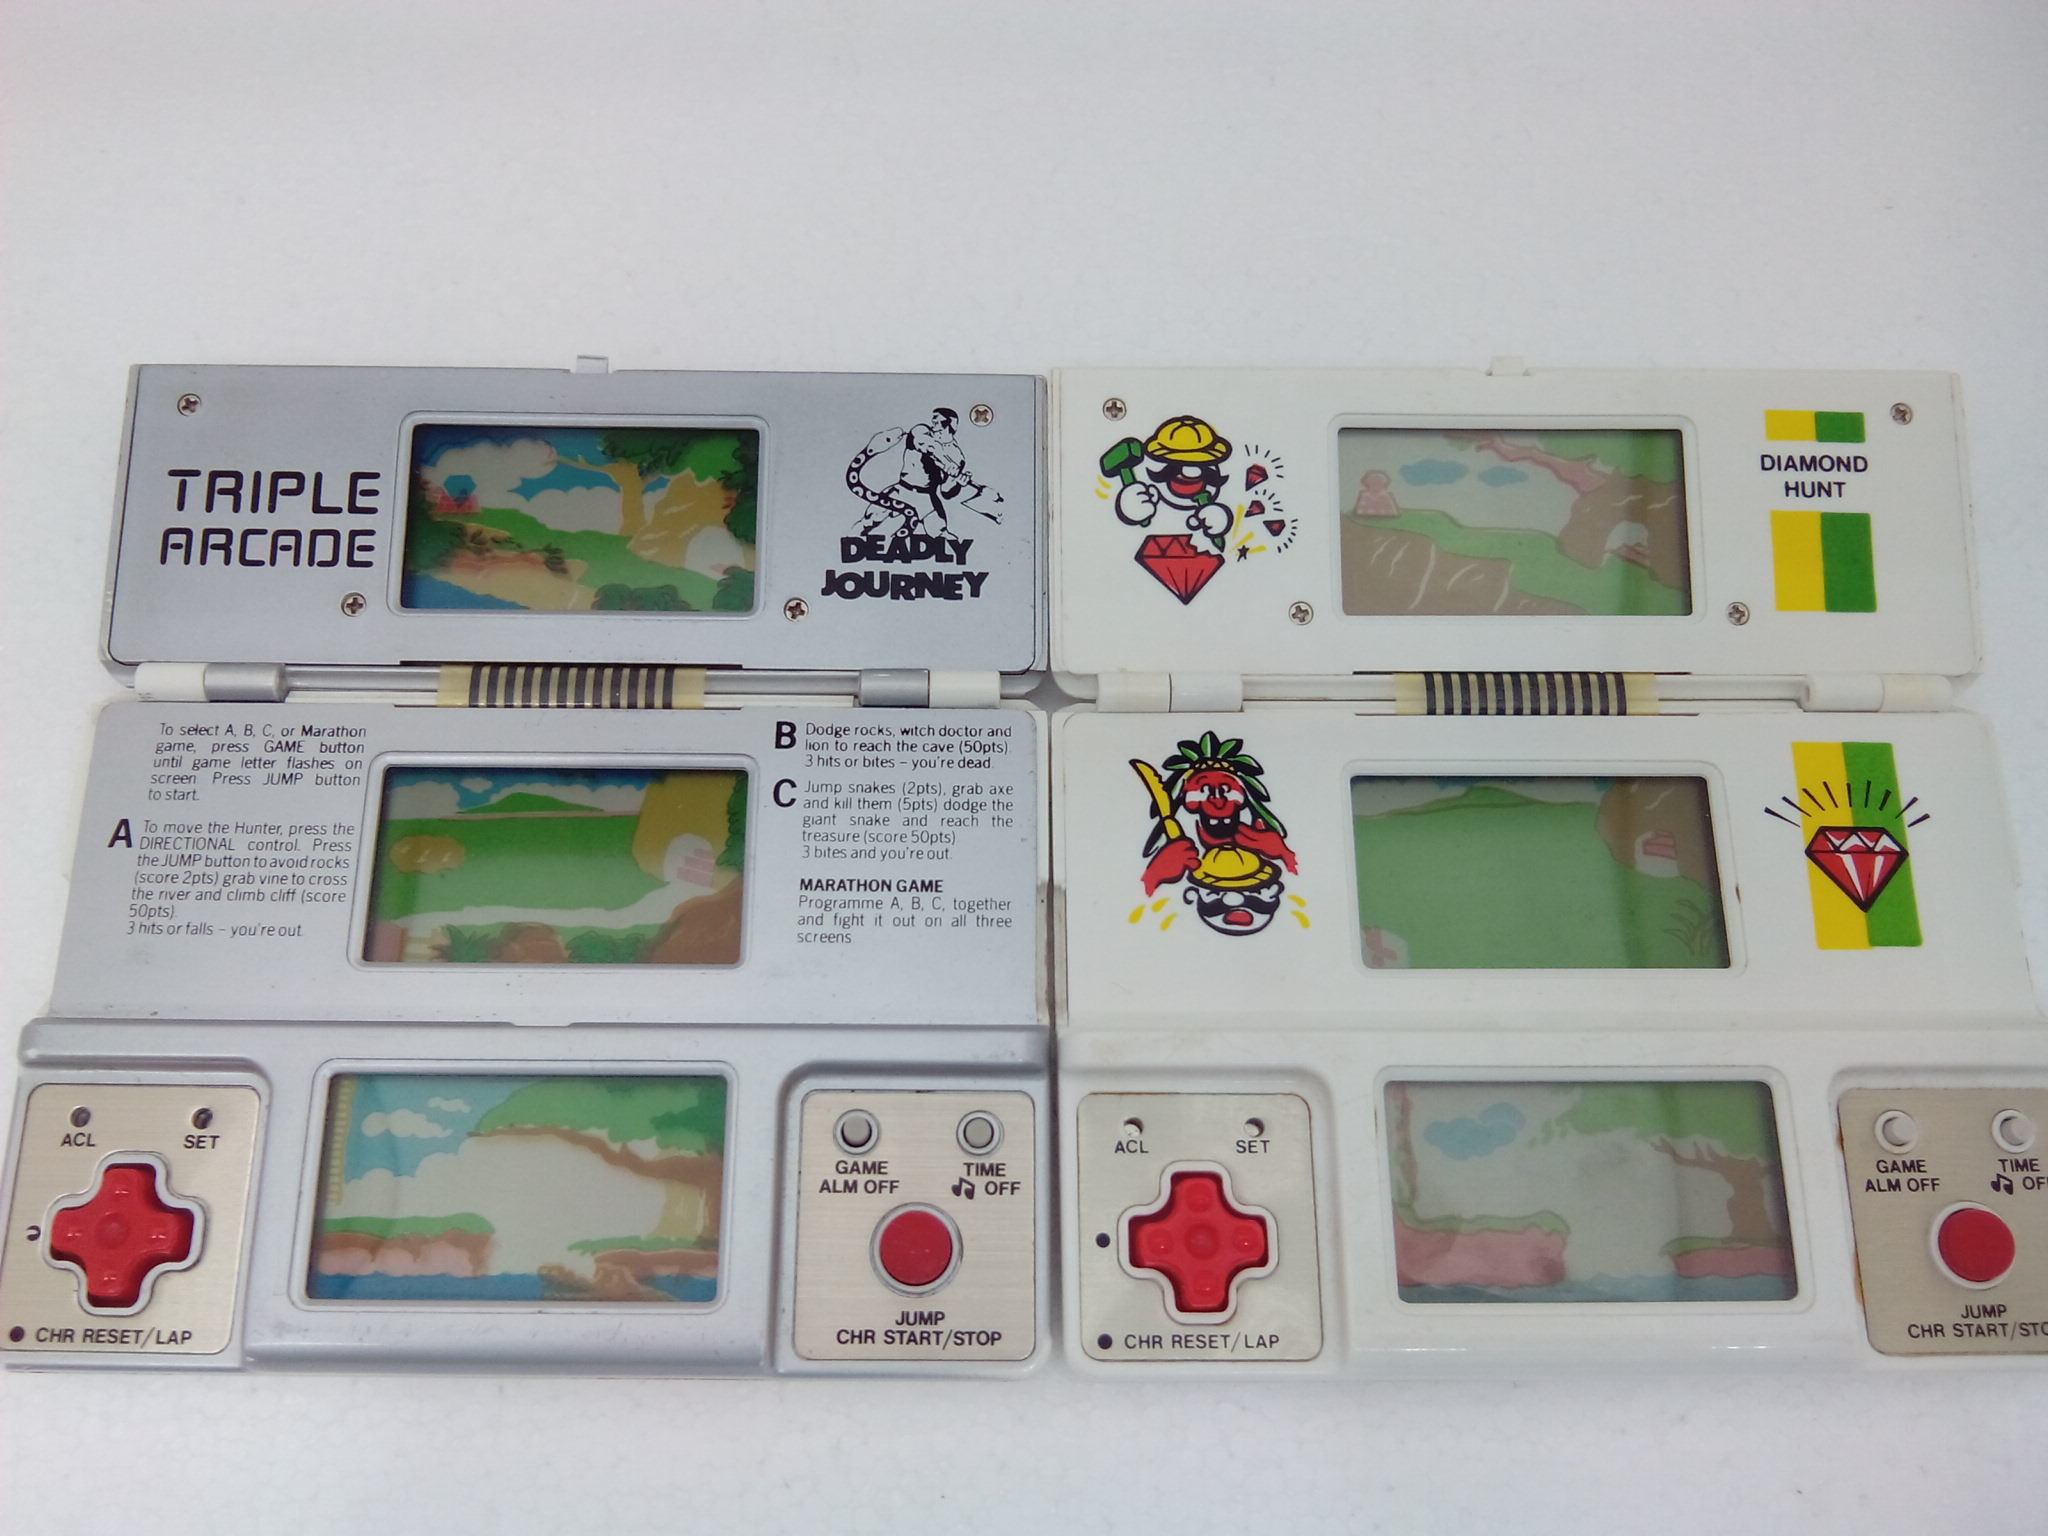 TRIPLE
ARCADE
DEADLY
JOURNEY
To select A, B, C, or Marathon
game, press GAME button
until game letter flashes on
screen. Press JUMP button
to start.
A To move the Hunter, press the
DIRECTIONAL control. Press
the JUMP button to avoid rocks
(score 2pts) grab vine to cross
the river and climb cliff (score
50pts).
3 hits or falls – you're out.
B Dodge rocks, witch doctor and
lion to reach the cave (50pts).
3 hits or bites – you're dead.
C Jump snakes (2pts), grab axe
and kill them (5pts) dodge the
giant snake and reach the
treasure (score 50pts)
3 bites and you're out.
MARATHON GAME
Programme A, B, C, together
and fight it out on all three
screens.
ACL SET
CHR RESET/LAP
GAME TIME
ALM OFF OFF
JUMP
CHR START/STOP
DIAMOND
HUNT
ACL SET
CHR RESET/LAP
GAME TIME
ALM OFF OF
JUMP
CHR START/STO